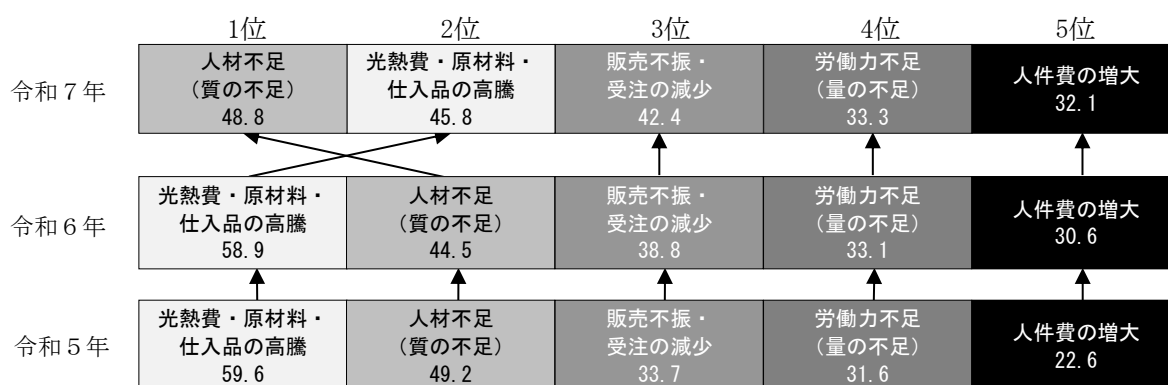 1位 2位 3位 4位 5位
令和7年
人材不足
(質の不足)
48.8
光熱費・原材料・
仕入品の高騰
45.8
販売不振・
受注の減少
42.4
労働力不足
(量の不足)
33.3
人件費の増大
32.1
令和6年
光熱費・原材料・
仕入品の高騰
58.9
人材不足
(質の不足)
44.5
販売不振・
受注の減少
38.8
労働力不足
(量の不足)
33.1
人件費の増大
30.6
令和5年
光熱費・原材料・
仕入品の高騰
59.6
人材不足
(質の不足)
49.2
販売不振・
受注の減少
33.7
労働力不足
(量の不足)
31.6
人件費の増大
22.6